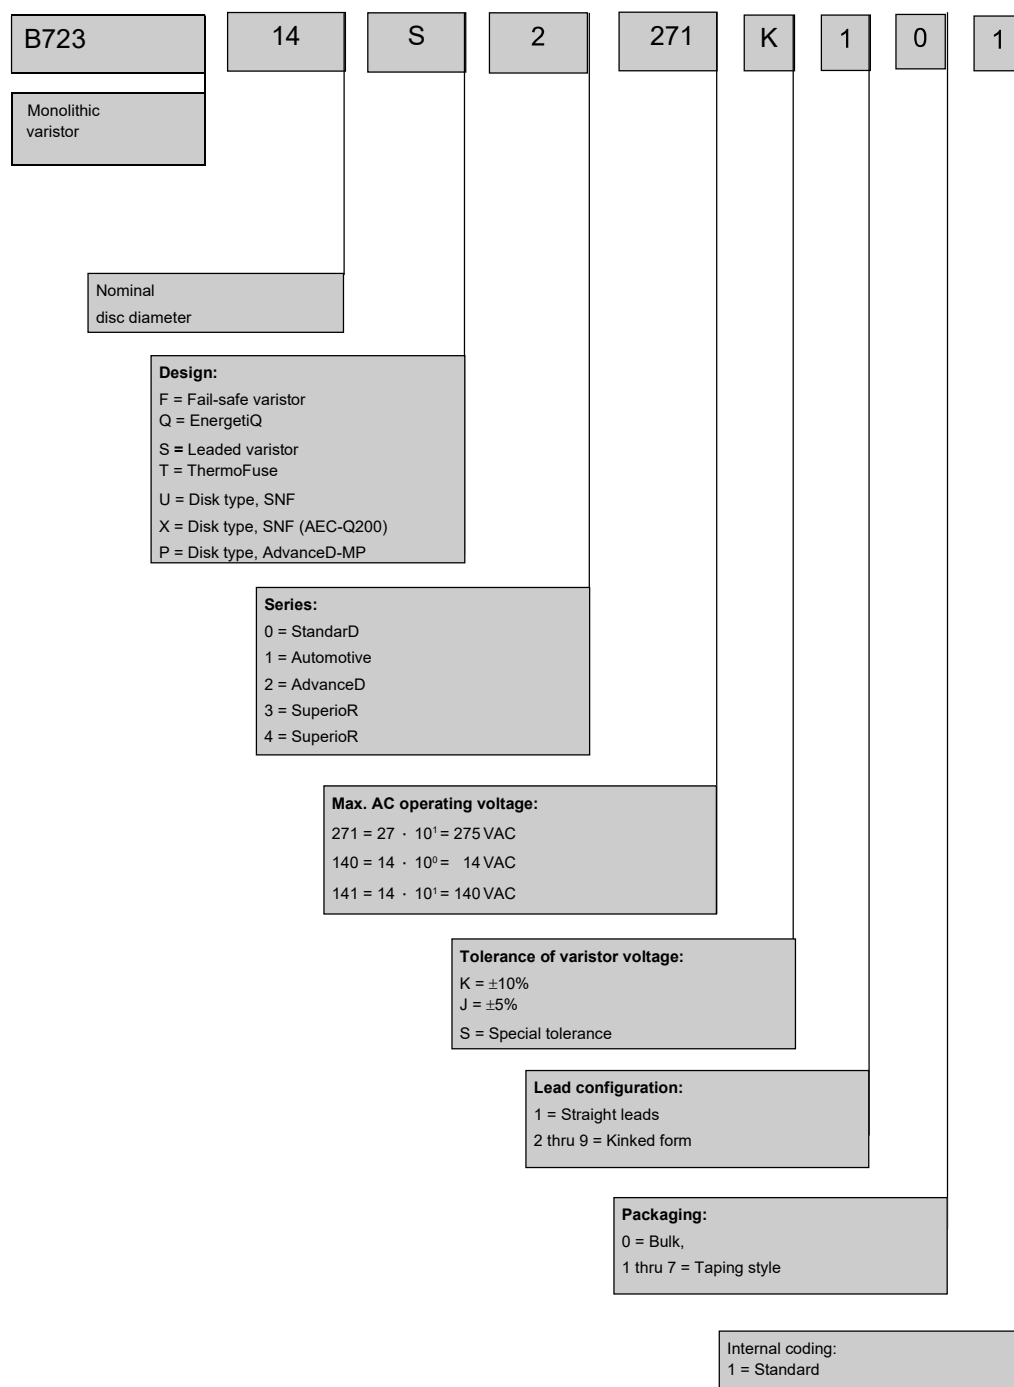 B723 14 S 2 271 K 1 0 1
Monolithic
varistor
Nominal
disc diameter
Design:
F = Fail-safe varistor
Q = EnergetiQ
S = Leaded varistor
T = ThermoFuse
U = Disk type, SNF
X = Disk type, SNF (AEC-Q200)
P = Disk type, AdvanceD-MP
Series:
0 = StandarD
1 = Automotive
2 = AdvanceD
3 = SuperioR
4 = SuperioR
Max. AC operating voltage:
271 = 27 · 10¹ = 275 VAC
140 = 14 · 10⁰ = 14 VAC
141 = 14 · 10¹ = 140 VAC
Tolerance of varistor voltage:
K = ±10%
J = ±5%
S = Special tolerance
Lead configuration:
1 = Straight leads
2 thru 9 = Kinked form
Packaging:
0 = Bulk,
1 thru 7 = Taping style
Internal coding:
1 = Standard